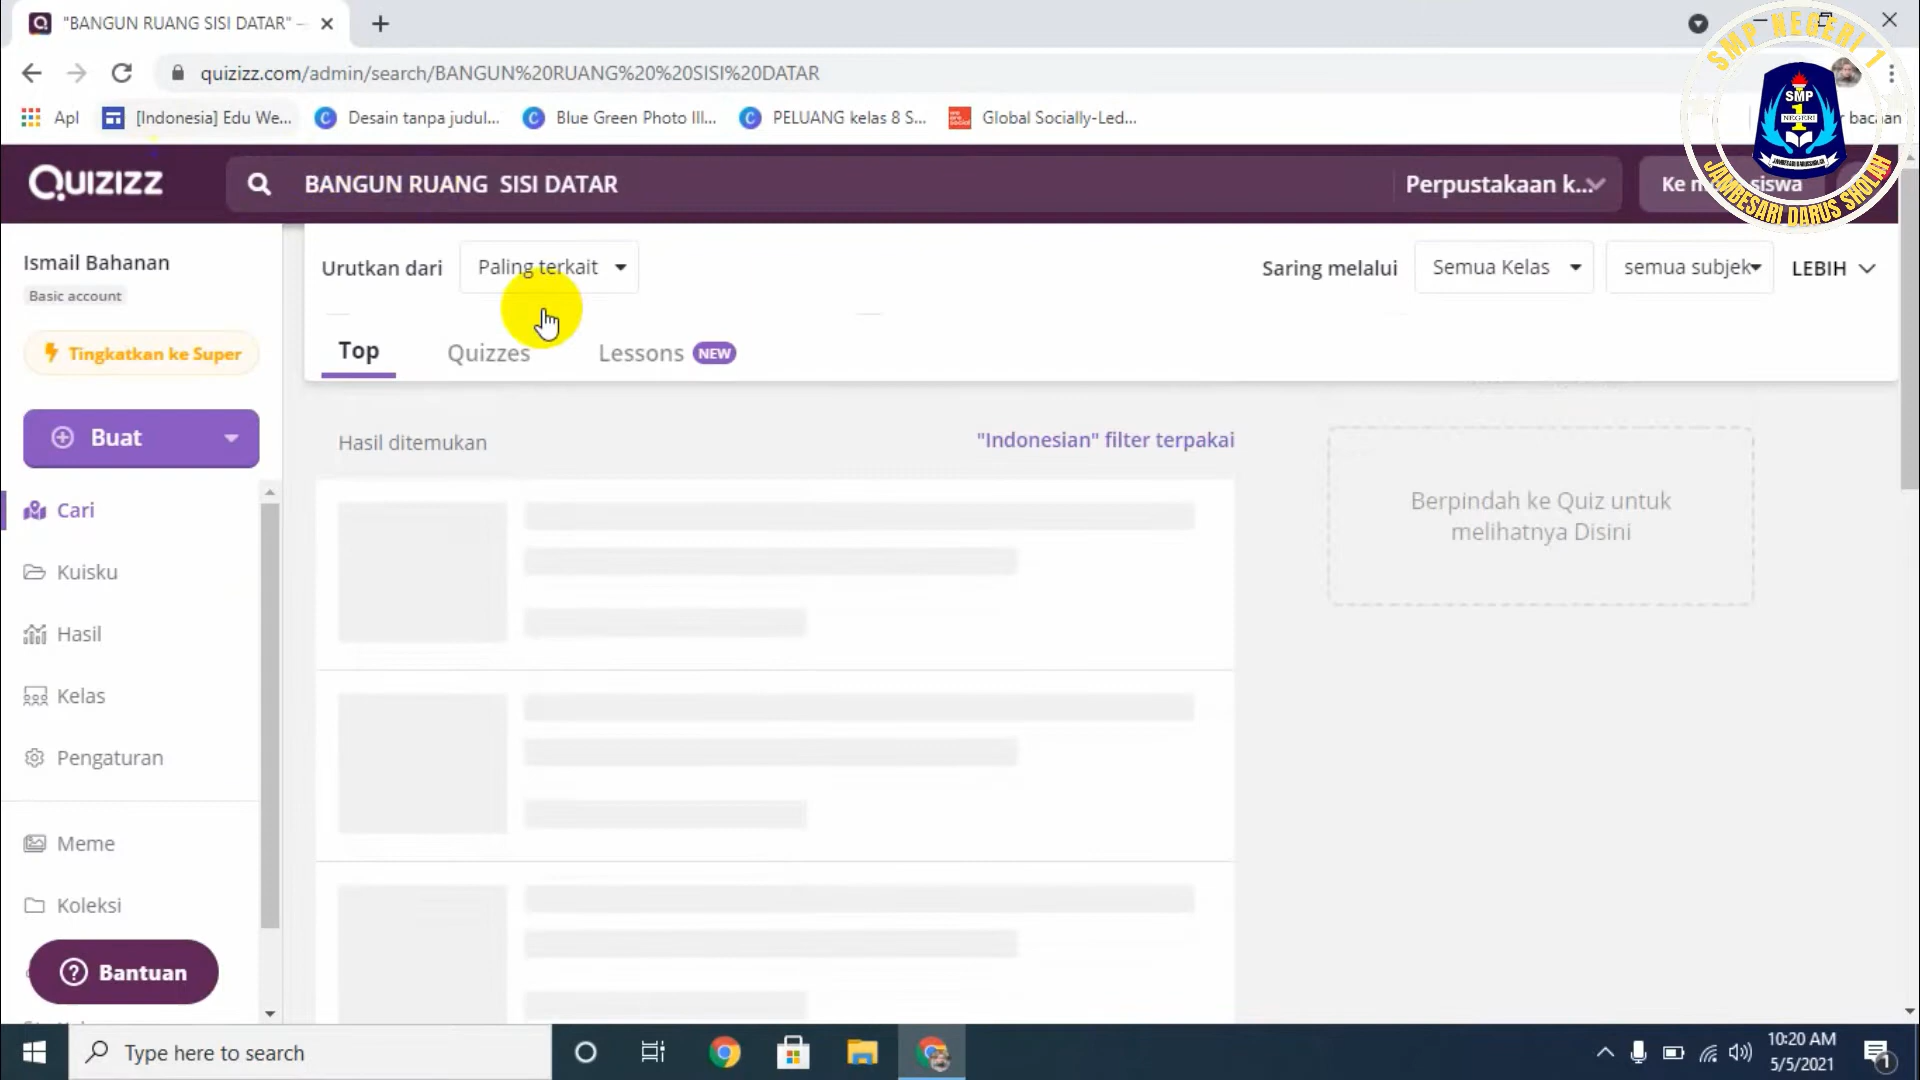 "BANGUN RUANG SISI DATAR" –
quizizz.com/admin/search/BANGUN%20RUANG%20%20SISI%20DATAR
Apl
[Indonesia] Edu We...
Desain tanpa judul...
Blue Green Photo Ill...
PELUANG kelas 8 S...
Global Socially-Led...
bacaan
SMP NEGERI 1
SMP
1
NEGERI
JAMBESARI DARUS SHOLAH
QUIZIZZ
BANGUN RUANG  SISI DATAR
Perpustakaan k...
Ke
siswa
Ismail Bahanan
Basic account
Tingkatkan ke Super
Buat
Cari
Kuisku
Hasil
Kelas
Pengaturan
Meme
Koleksi
Bantuan
Urutkan dari
Paling terkait
Saring melalui
Semua Kelas
semua subjek
LEBIH
Top
Quizzes
Lessons NEW
Hasil ditemukan
"Indonesian" filter terpakai
Berpindah ke Quiz untuk
melihatnya Disini
Type here to search
10:20 AM
5/5/2021
1